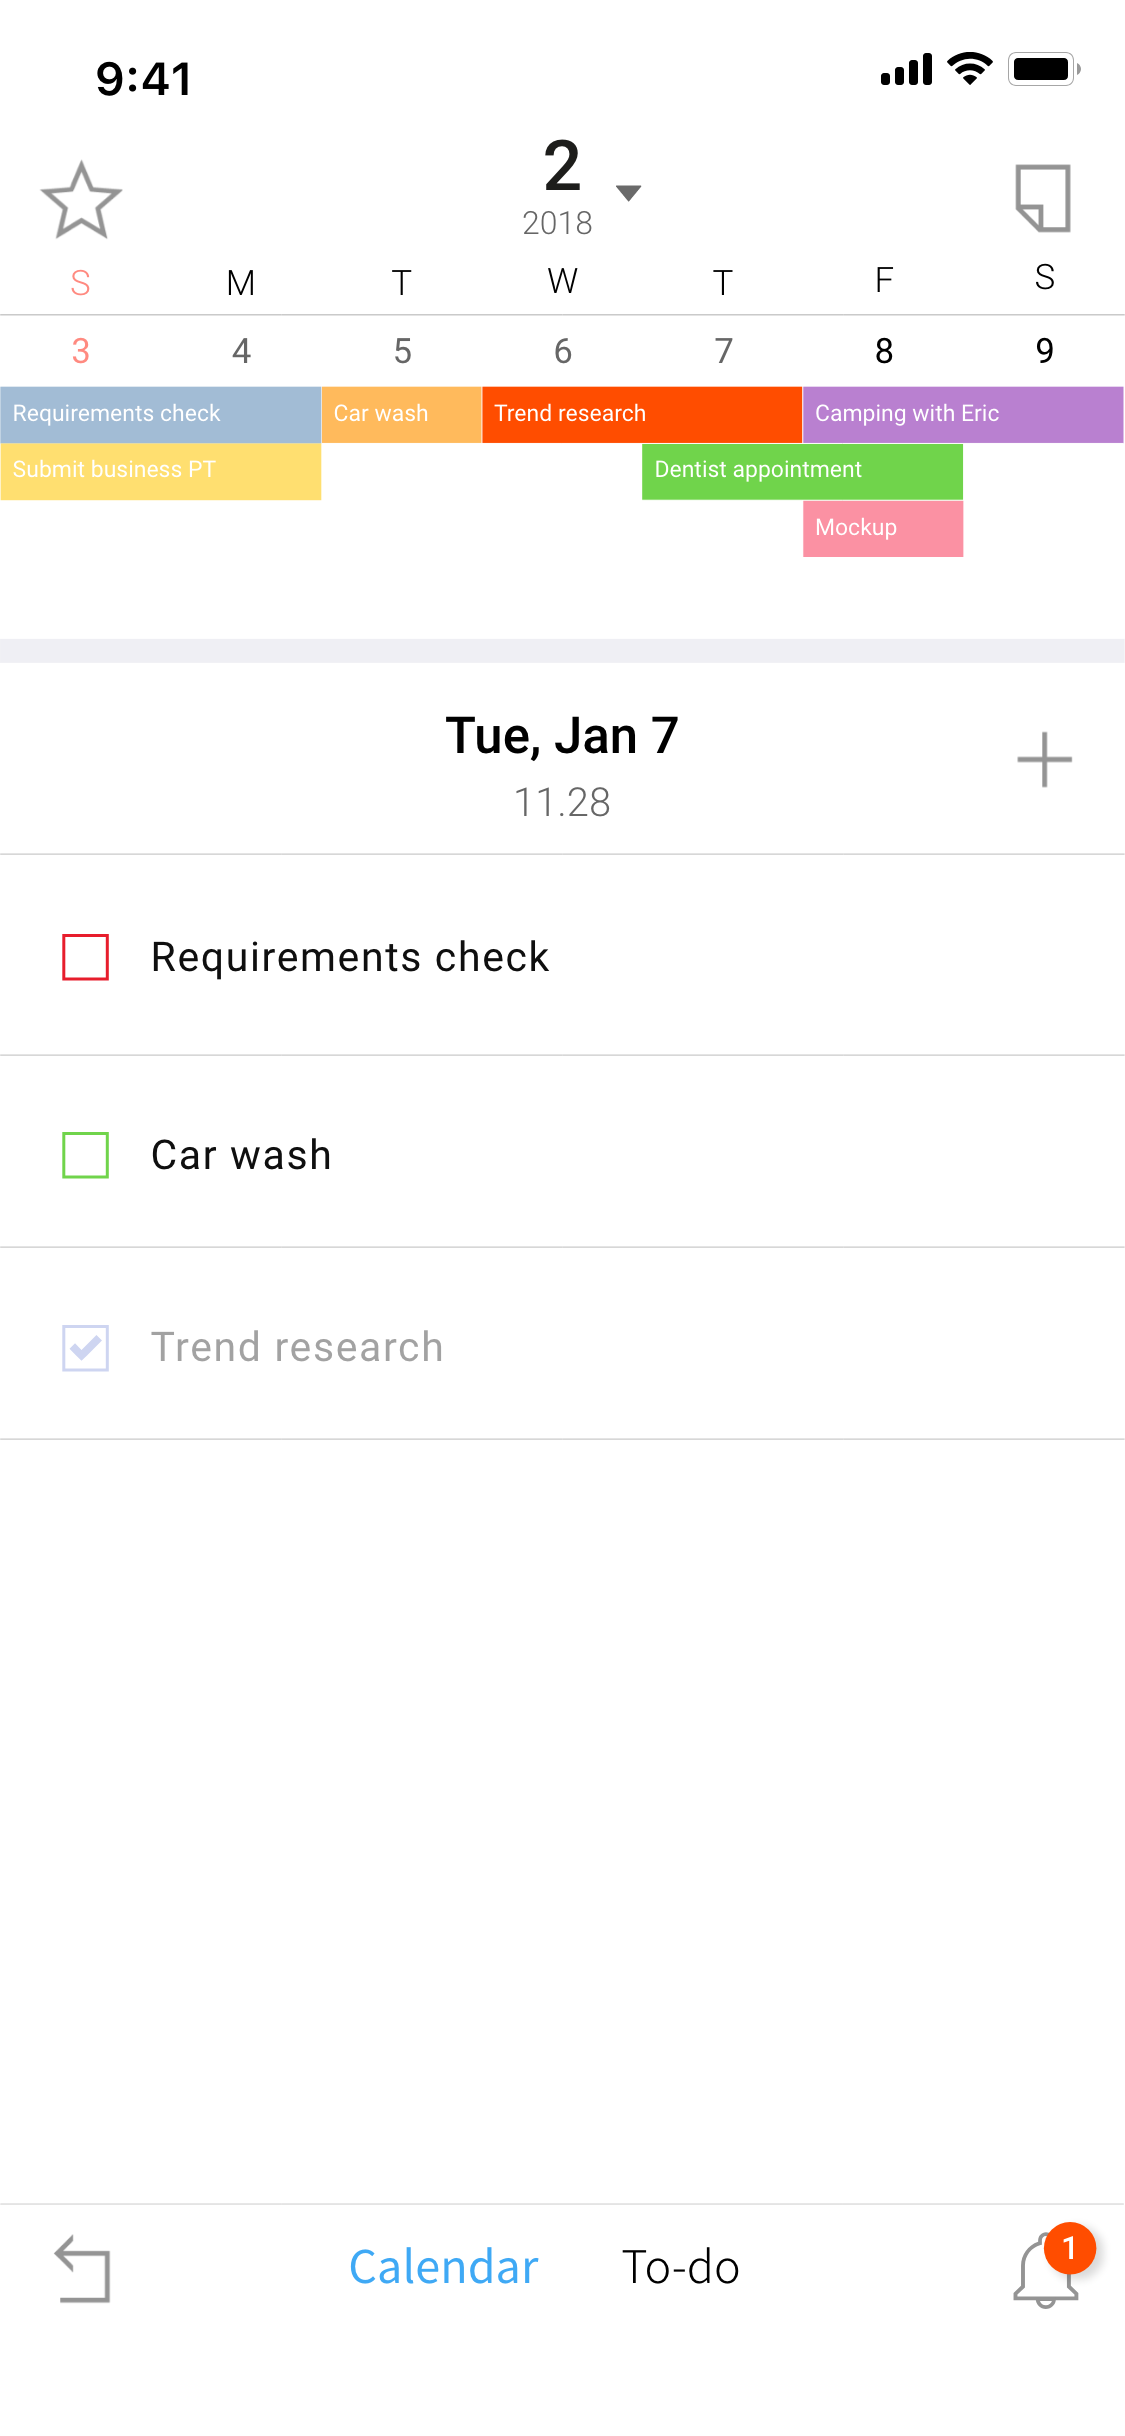 9:41
2
2018
S M T W T F S
3 4 5 6 7 8 9
Requirements check Car wash Trend research Camping with Eric
Submit business PT Dentist appointment
Mockup
Tue, Jan 7
11.28
Requirements check
Car wash
Trend research
Calendar To-do 1